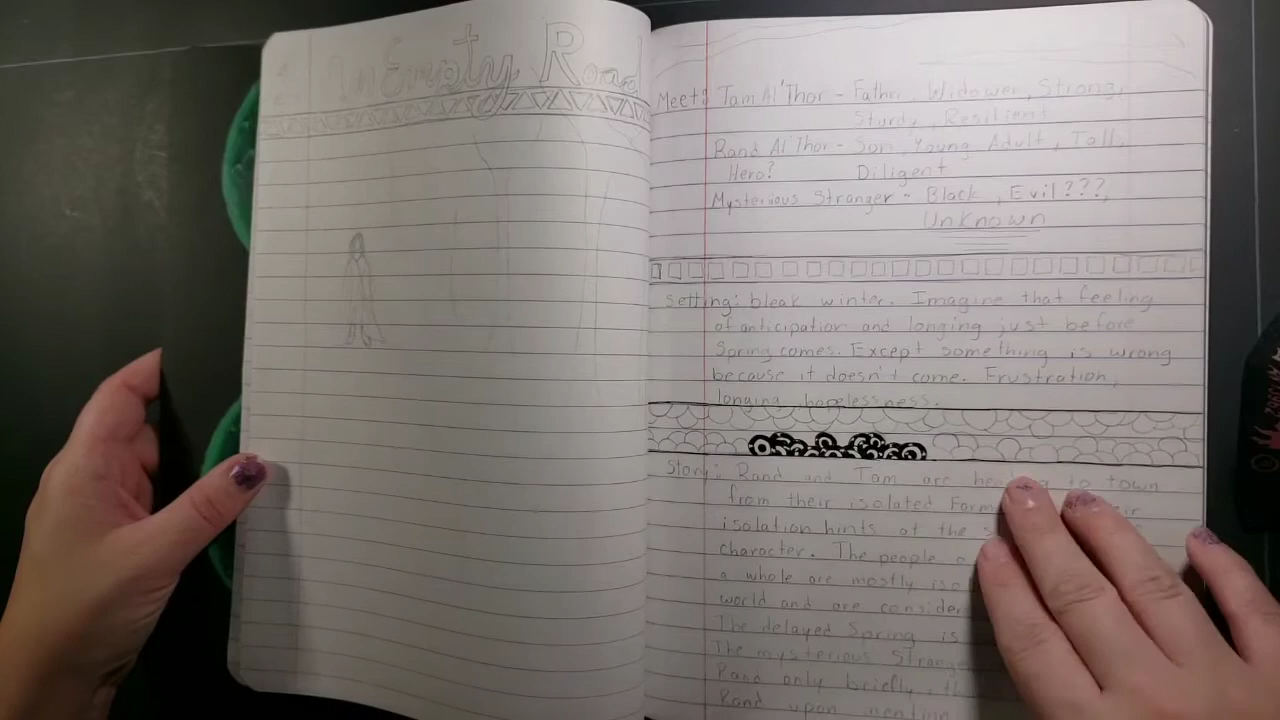 An Empty Road
Meet: Tam Al'Thor - Father, Widower, Strong,
Sturdy, Resilient
Rand Al'Thor - Son, Young Adult, Tall,
Hero? Diligent
Mysterious Stranger - Black, Evil???,
Unknown
Setting: bleak winter. Imagine that feeling
of anticipation and longing just before
Spring comes. Except something is wrong
because it doesn't come. Frustration,
longing, hopelessness.
Story: Rand and Tam are heading to town
from their isolated Farm
isolation hints at the
character. The people
a whole are mostly
world and are
The delayed Spring is
The mysterious Stranger
Rand only briefly,
Rand upon